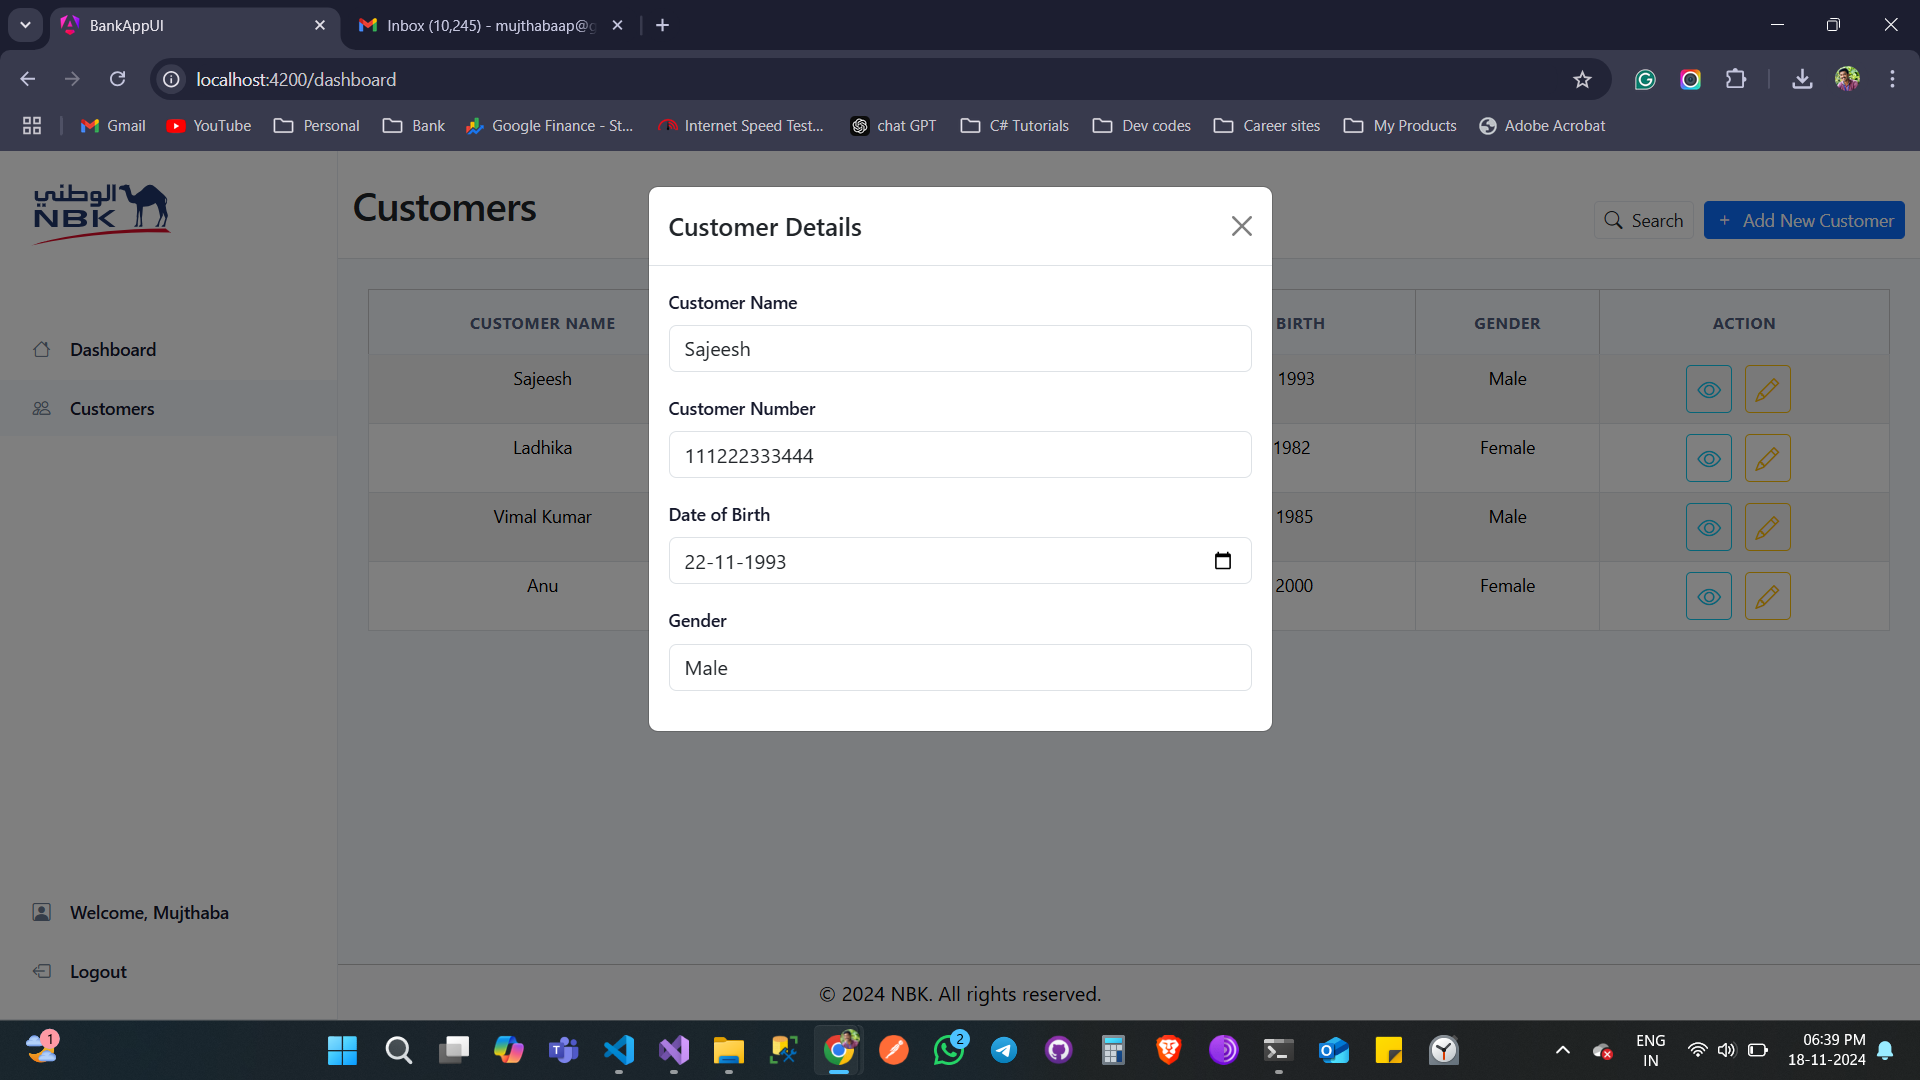 BankAppUI
Inbox (10,245) - mujthabaap@g
localhost:4200/dashboard
Gmail
YouTube
Personal
Bank
Google Finance - St...
Internet Speed Test...
chat GPT
C# Tutorials
Dev codes
Career sites
My Products
Adobe Acrobat
الوطني
NBK
Dashboard
Customers
Welcome, Mujthaba
Logout
Customers
Search
+ Add New Customer
CUSTOMER NAME
BIRTH
GENDER
ACTION
Sajeesh
1993
Male
Ladhika
1982
Female
Vimal Kumar
1985
Male
Anu
2000
Female
Customer Details
Customer Name
Sajeesh
Customer Number
111222333444
Date of Birth
22-11-1993
Gender
Male
© 2024 NBK. All rights reserved.
1
2
ENG
IN
06:39 PM
18-11-2024